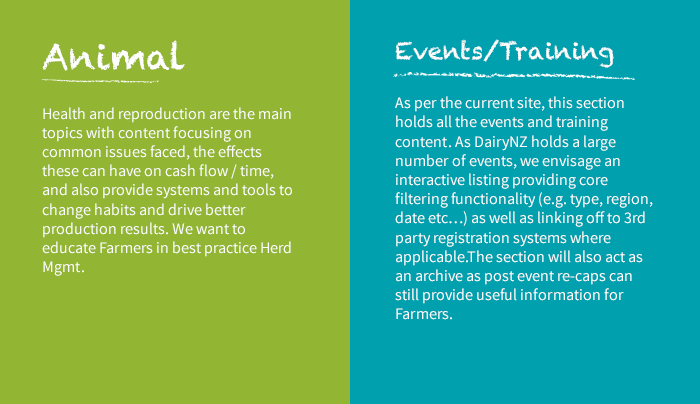 Animal
Health and reproduction are the main
topics with content focusing on
common issues faced, the effects
these can have on cash flow / time,
and also provide systems and tools to
change habits and drive better
production results. We want to
educate Farmers in best practice Herd
Mgmt.
Events/Training
As per the current site, this section
holds all the events and training
content. As DairyNZ holds a large
number of events, we envisage an
interactive listing providing core
filtering functionality (e.g. type, region,
date etc...) as well as linking off to 3rd
party registration systems where
applicable.The section will also act as
an archive as post event re-caps can
still provide useful information for
Farmers.